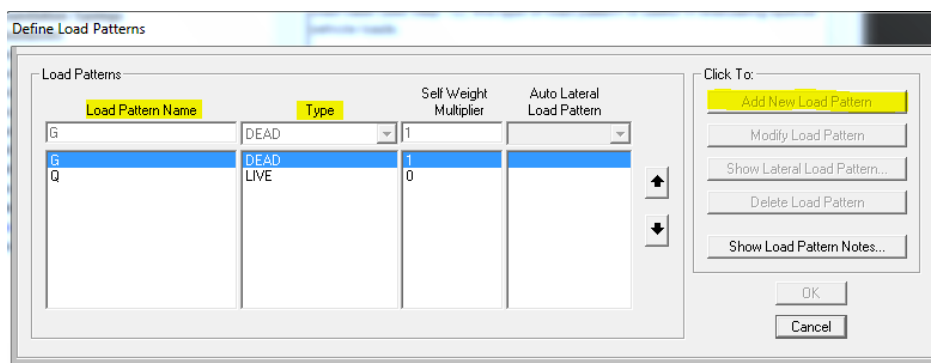 Define Load Patterns
Load Patterns
Load Pattern Name
Type
Self Weight
Multiplier
Auto Lateral
Load Pattern
G
DEAD
1
G
DEAD
1
Q
LIVE
0
Click To:
Add New Load Pattern
Modify Load Pattern
Show Lateral Load Pattern...
Delete Load Pattern
Show Load Pattern Notes...
OK
Cancel